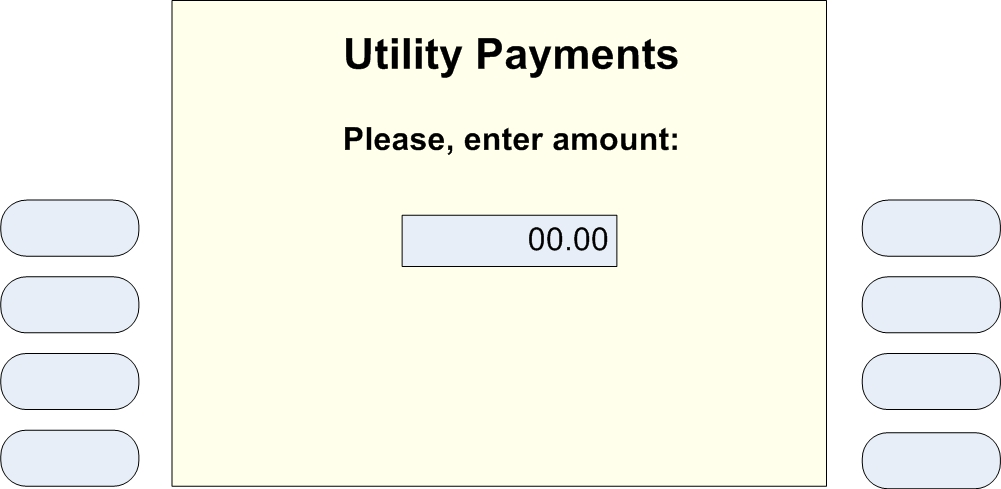 Utility Payments
Please, enter amount:
00.00